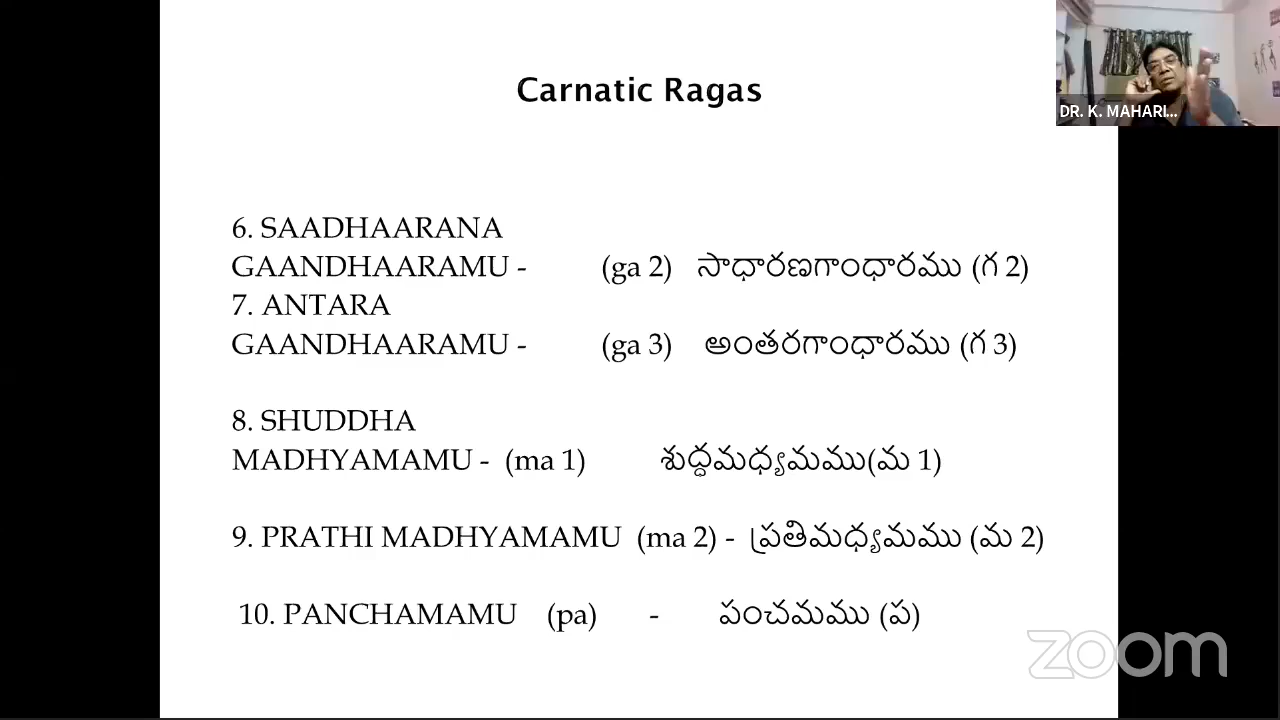 Carnatic Ragas
DR. K. MAHARI...
6. SAADHAARANA
GAANDHAARAMU - (ga 2) సాధారణగాంధారము (గ 2)
7. ANTARA
GAANDHAARAMU - (ga 3) అంతరగాంధారము (గ 3)
8. SHUDDHA
MADHYAMAMU - (ma 1) శుద్ధమధ్యమము(మ 1)
9. PRATHI MADHYAMAMU (ma 2) - ప్రతిమధ్యమము (మ 2)
10. PANCHAMAMU (pa) - పంచమము (ప)
zoom